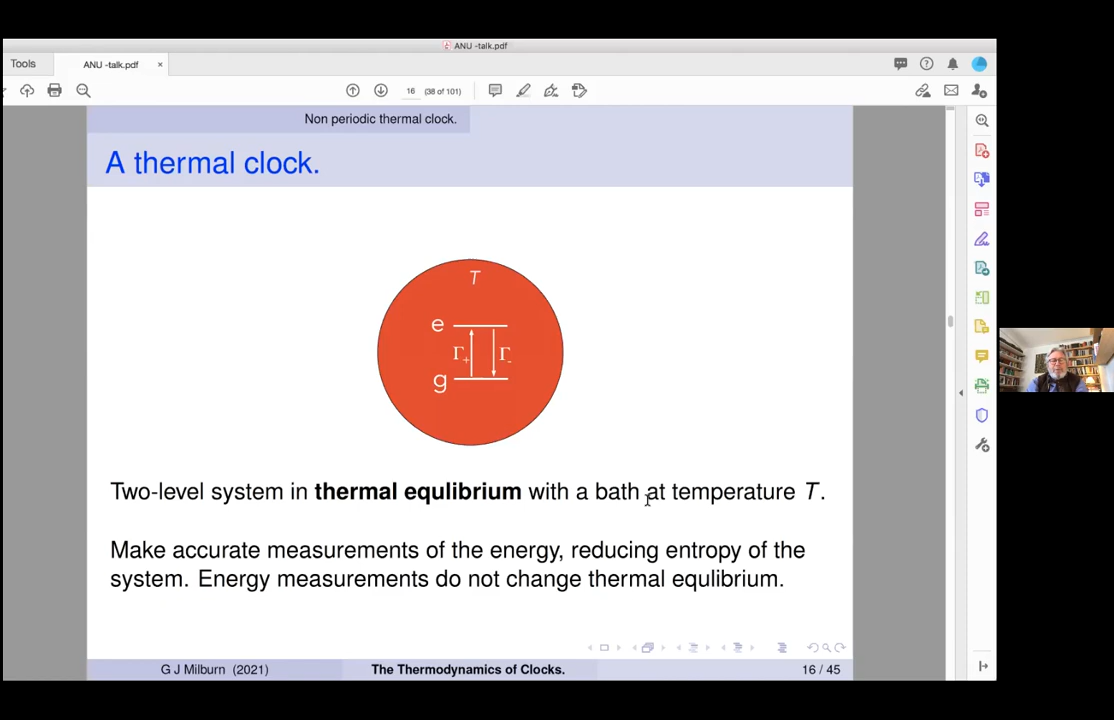 ANU -talk.pdf
Tools
ANU -talk.pdf ×
16 (38 of 101)
Non periodic thermal clock.
A thermal clock.
T
e
Γ+ Γ-
g
Two-level system in thermal equlibrium with a bath at temperature T.
Make accurate measurements of the energy, reducing entropy of the
system. Energy measurements do not change thermal equlibrium.
G J Milburn (2021) The Thermodynamics of Clocks. 16 / 45